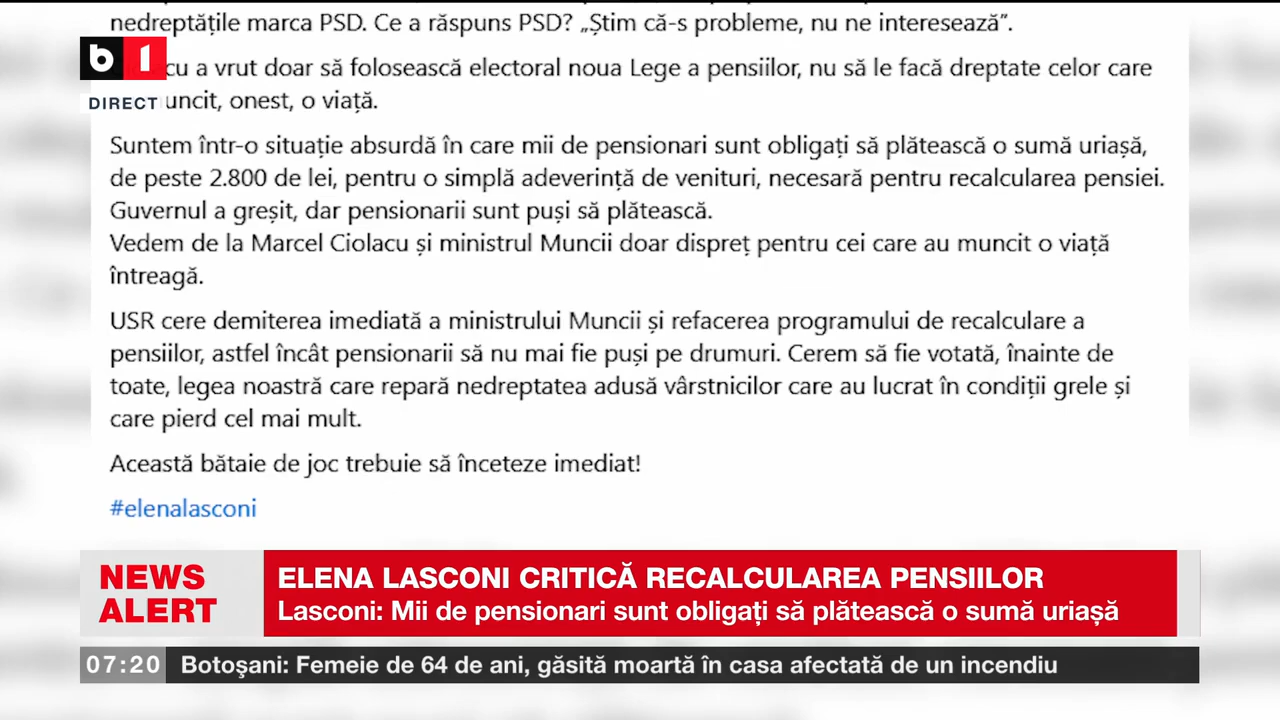 nedreptățile marca PSD. Ce a răspuns PSD? „Știm că-s probleme, nu ne interesează”.
b1
cu a vrut doar să folosească electoral noua Lege a pensiilor, nu să le facă dreptate celor care
DIRECT
uncit, onest, o viață.
Suntem într-o situație absurdă în care mii de pensionari sunt obligați să plătească o sumă uriașă,
de peste 2.800 de lei, pentru o simplă adeverință de venituri, necesară pentru recalcularea pensiei.
Guvernul a greșit, dar pensionarii sunt puși să plătească.
Vedem de la Marcel Ciolacu și ministrul Muncii doar dispreț pentru cei care au muncit o viață
întreagă.
USR cere demiterea imediată a ministrului Muncii și refacerea programului de recalculare a
pensiilor, astfel încât pensionarii să nu mai fie puși pe drumuri. Cerem să fie votată, înainte de
toate, legea noastră care repară nedreptatea adusă vârstnicilor care au lucrat în condiții grele și
care pierd cel mai mult.
Această bătaie de joc trebuie să înceteze imediat!
#elenalasconi
NEWS ALERT
ELENA LASCONI CRITICĂ RECALCULAREA PENSIILOR
Lasconi: Mii de pensionari sunt obligați să plătească o sumă uriașă
07:20 Botoșani: Femeie de 64 de ani, găsită moartă în casa afectată de un incendiu